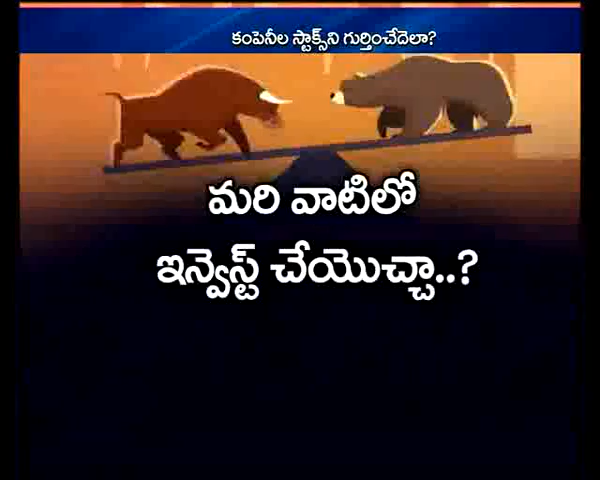 కంపెనీల స్టాక్స్‌ని గుర్తించేదెలా?
మరి వాటిలో
ఇన్వెస్ట్ చేయొచ్చా..?